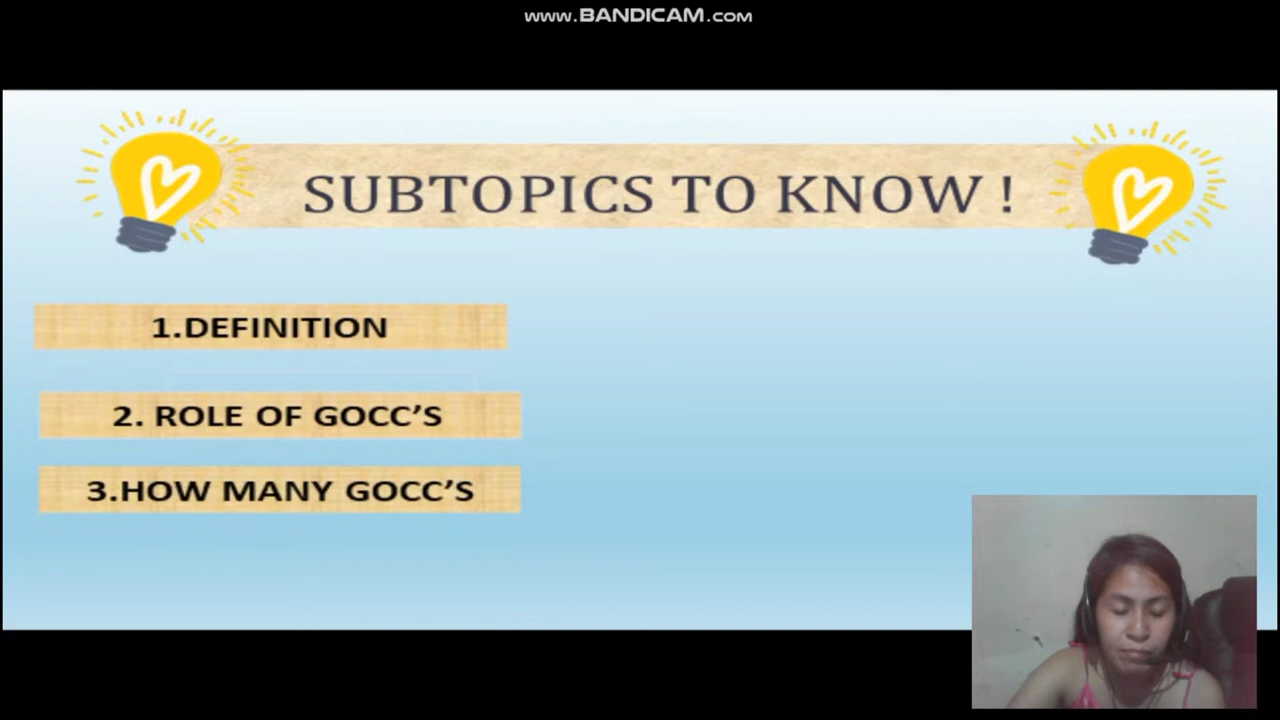 www.BANDICAM.com
SUBTOPICS TO KNOW !
1.DEFINITION
2. ROLE OF GOCC’S
3.HOW MANY GOCC’S